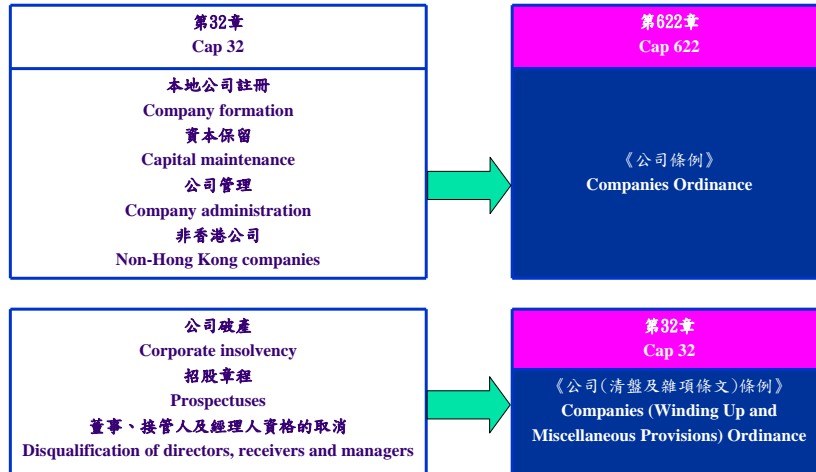 第32章
Cap 32
本地公司註冊
Company formation
資本保留
Capital maintenance
公司管理
Company administration
非香港公司
Non-Hong Kong companies
第622章
Cap 622
《公司條例》
Companies Ordinance
公司破產
Corporate insolvency
招股章程
Prospectuses
董事、接管人及經理人資格的取消
Disqualification of directors, receivers and managers
第32章
Cap 32
《公司(清盤及雜項條文)條例》
Companies (Winding Up and
Miscellaneous Provisions) Ordinance